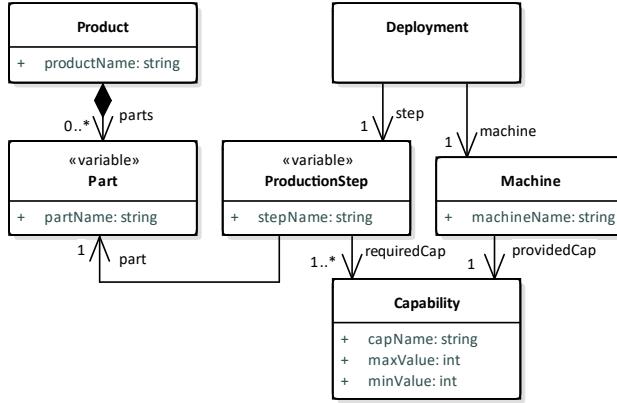 Product
+ productName: string
Deployment
0..*
parts
1
step
1
machine
«variable»
Part
+ partName: string
«variable»
ProductionStep
+ stepName: string
Machine
+ machineName: string
1
part
1..*
requiredCap
1
providedCap
Capability
+ capName: string
+ maxValue: int
+ minValue: int